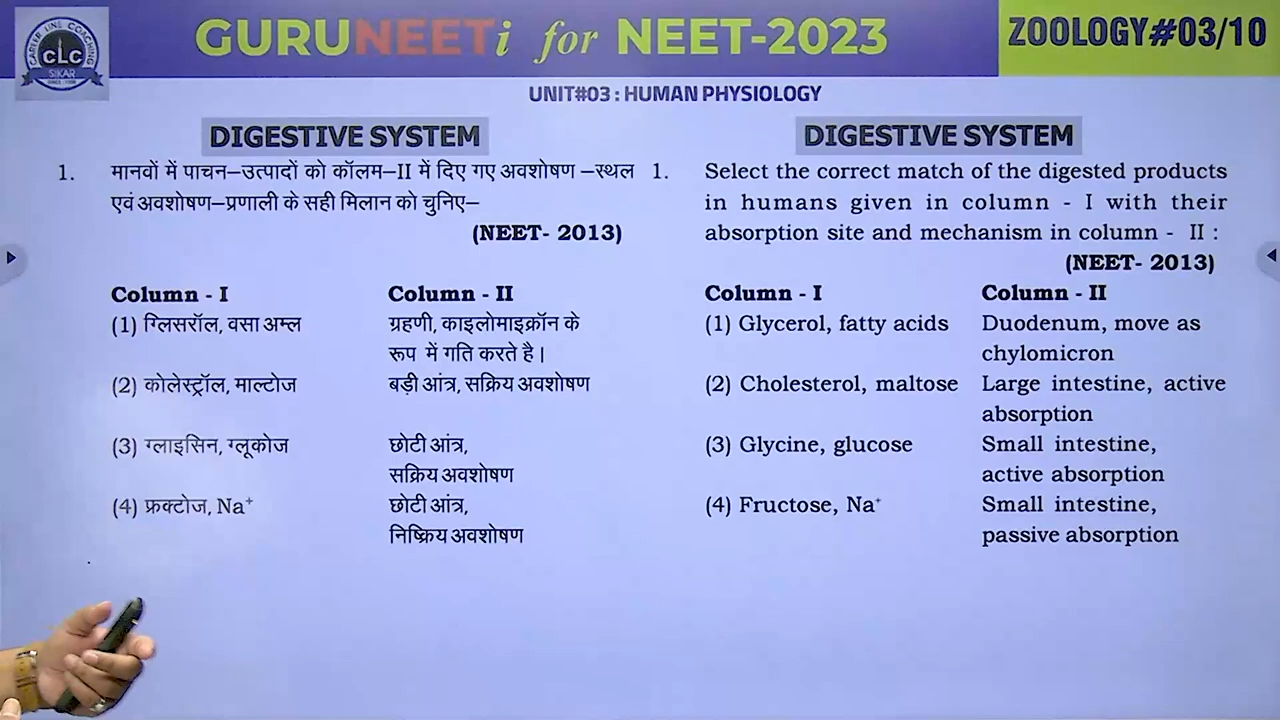 GURUNEETi for NEET-2023
ZOOLOGY#03/10
CAREER LINE COACHING
CLC
SIKAR
UNIT#03 : HUMAN PHYSIOLOGY
DIGESTIVE SYSTEM
1. मानवों में पाचन–उत्पादों को कॉलम–II में दिए गए अवशोषण –स्थल
एवं अवशोषण–प्रणाली के सही मिलान को चुनिए–
(NEET- 2013)
Column - I Column - II
(1) ग्लिसरॉल, वसा अम्ल ग्रहणी, काइलोमाइक्रॉन के
रूप में गति करते है।
(2) कोलेस्ट्रॉल, माल्टोज बड़ी आंत्र, सक्रिय अवशोषण
(3) ग्लाइसिन, ग्लूकोज छोटी आंत्र,
सक्रिय अवशोषण
(4) फ्रक्टोज, Na⁺ छोटी आंत्र,
निष्क्रिय अवशोषण
DIGESTIVE SYSTEM
1. Select the correct match of the digested products
in humans given in column - I with their
absorption site and mechanism in column - II :
(NEET- 2013)
Column - I Column - II
(1) Glycerol, fatty acids Duodenum, move as
chylomicron
(2) Cholesterol, maltose Large intestine, active
absorption
(3) Glycine, glucose Small intestine,
active absorption
(4) Fructose, Na⁺ Small intestine,
passive absorption